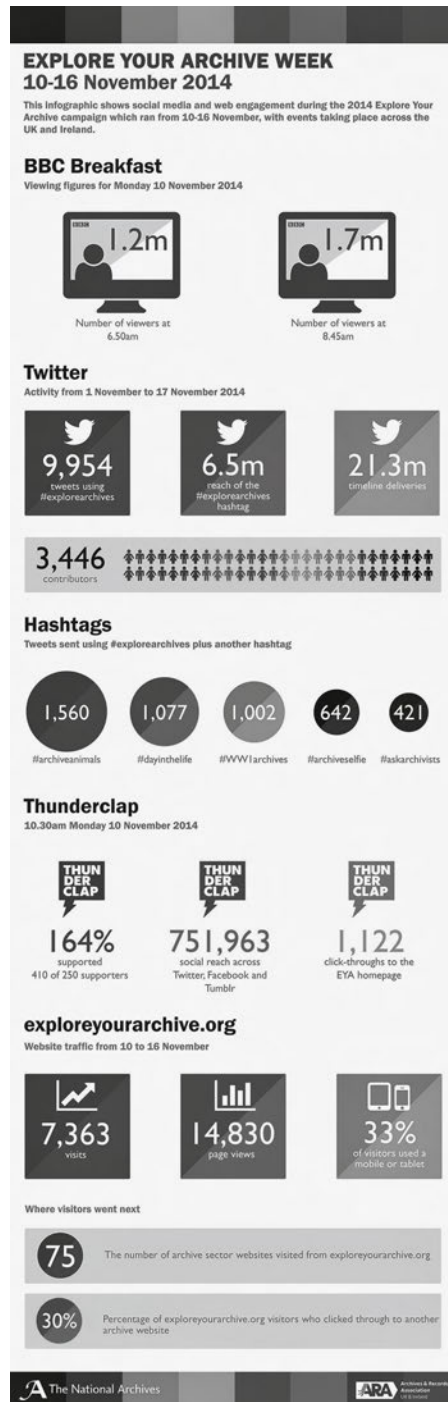 EXPLORE YOUR ARCHIVE WEEK
10-16 November 2014
This infographic shows social media and web engagement during the 2014 Explore Your
Archive campaign which ran from 10-16 November, with events taking place across the
UK and Ireland.
BBC Breakfast
Viewing figures for Monday 10 November 2014
1.2m
1.7m
Number of viewers at
6.50am
Number of viewers at
8.45am
Twitter
Activity from 1 November to 17 November 2014
9,954
tweets using
#explorearchives
6.5m
reach of the
#explorearchives
hashtag
21.3m
timeline deliveries
3,446
contributors
Hashtags
Tweets sent using #explorearchives plus another hashtag
1,560
1,077
1,002
642
421
#archiveanimals
#dayinthelife
#WW1archives
#archiveselfie
#askarchivists
Thunderclap
10.30am Monday 10 November 2014
THUN
DER
CLAP
THUN
DER
CLAP
THUN
DER
CLAP
164%
supported
410 of 250 supporters
751,963
social reach across
Twitter, Facebook and
Tumblr
1,122
click-throughs to the
EYA homepage
exploreyourarchive.org
Website traffic from 10 to 16 November
7,363
visits
14,830
page views
33%
of visitors used a
mobile or tablet
Where visitors went next
75
The number of archive sector websites visited from exploreyourarchive.org
30%
Percentage of exploreyourarchive.org visitors who clicked through to another
archive website
The National Archives
ARA
Archives & Records
Association
UK & Ireland